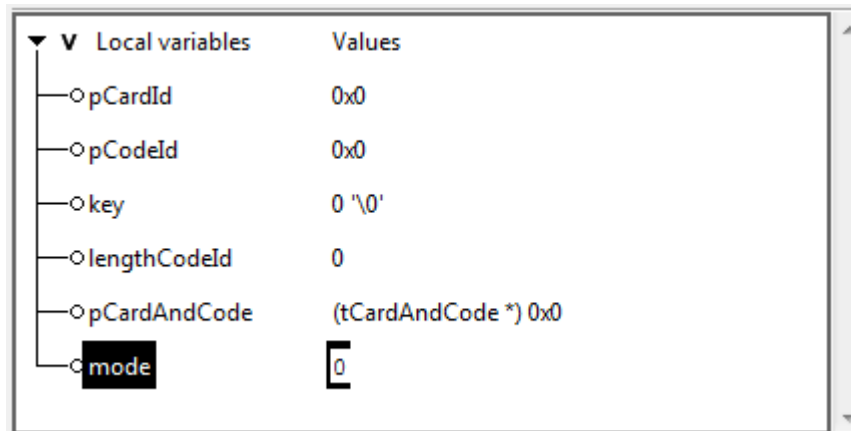 V Local variables Values
pCardId 0x0
pCodeId 0x0
key 0 '\0'
lengthCodeId 0
pCardAndCode (tCardAndCode *) 0x0
mode 0